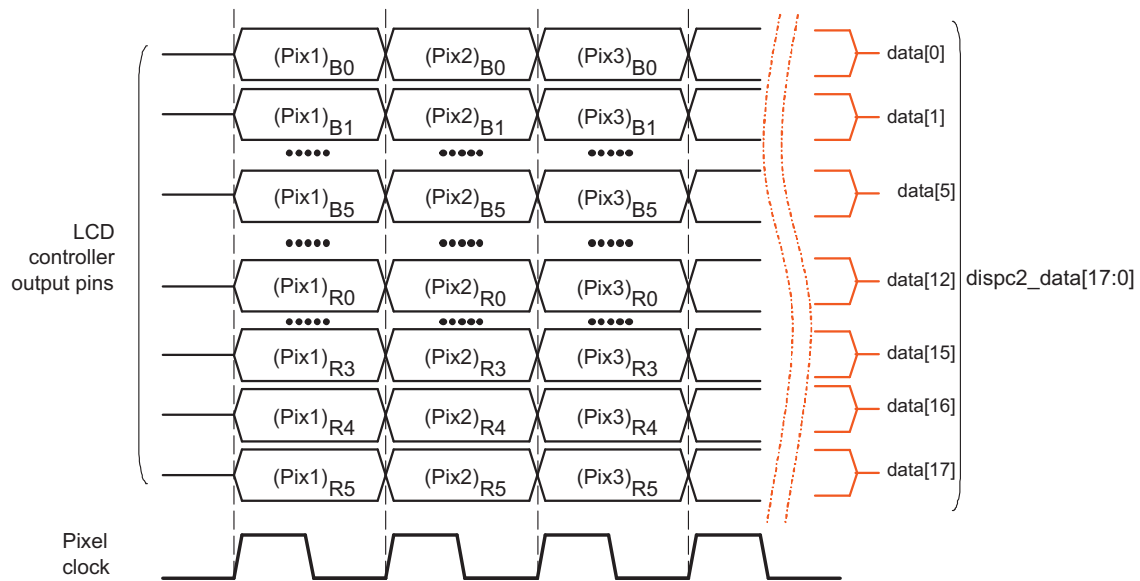 (Pix1)B0 (Pix2)B0 (Pix3)B0 data[0]
(Pix1)B1 (Pix2)B1 (Pix3)B1 data[1]
(Pix1)B5 (Pix2)B5 (Pix3)B5 data[5]
LCD
controller
output pins
(Pix1)R0 (Pix2)R0 (Pix3)R0 data[12] dispc2_data[17:0]
(Pix1)R3 (Pix2)R3 (Pix3)R3 data[15]
(Pix1)R4 (Pix2)R4 (Pix3)R4 data[16]
(Pix1)R5 (Pix2)R5 (Pix3)R5 data[17]
Pixel
clock